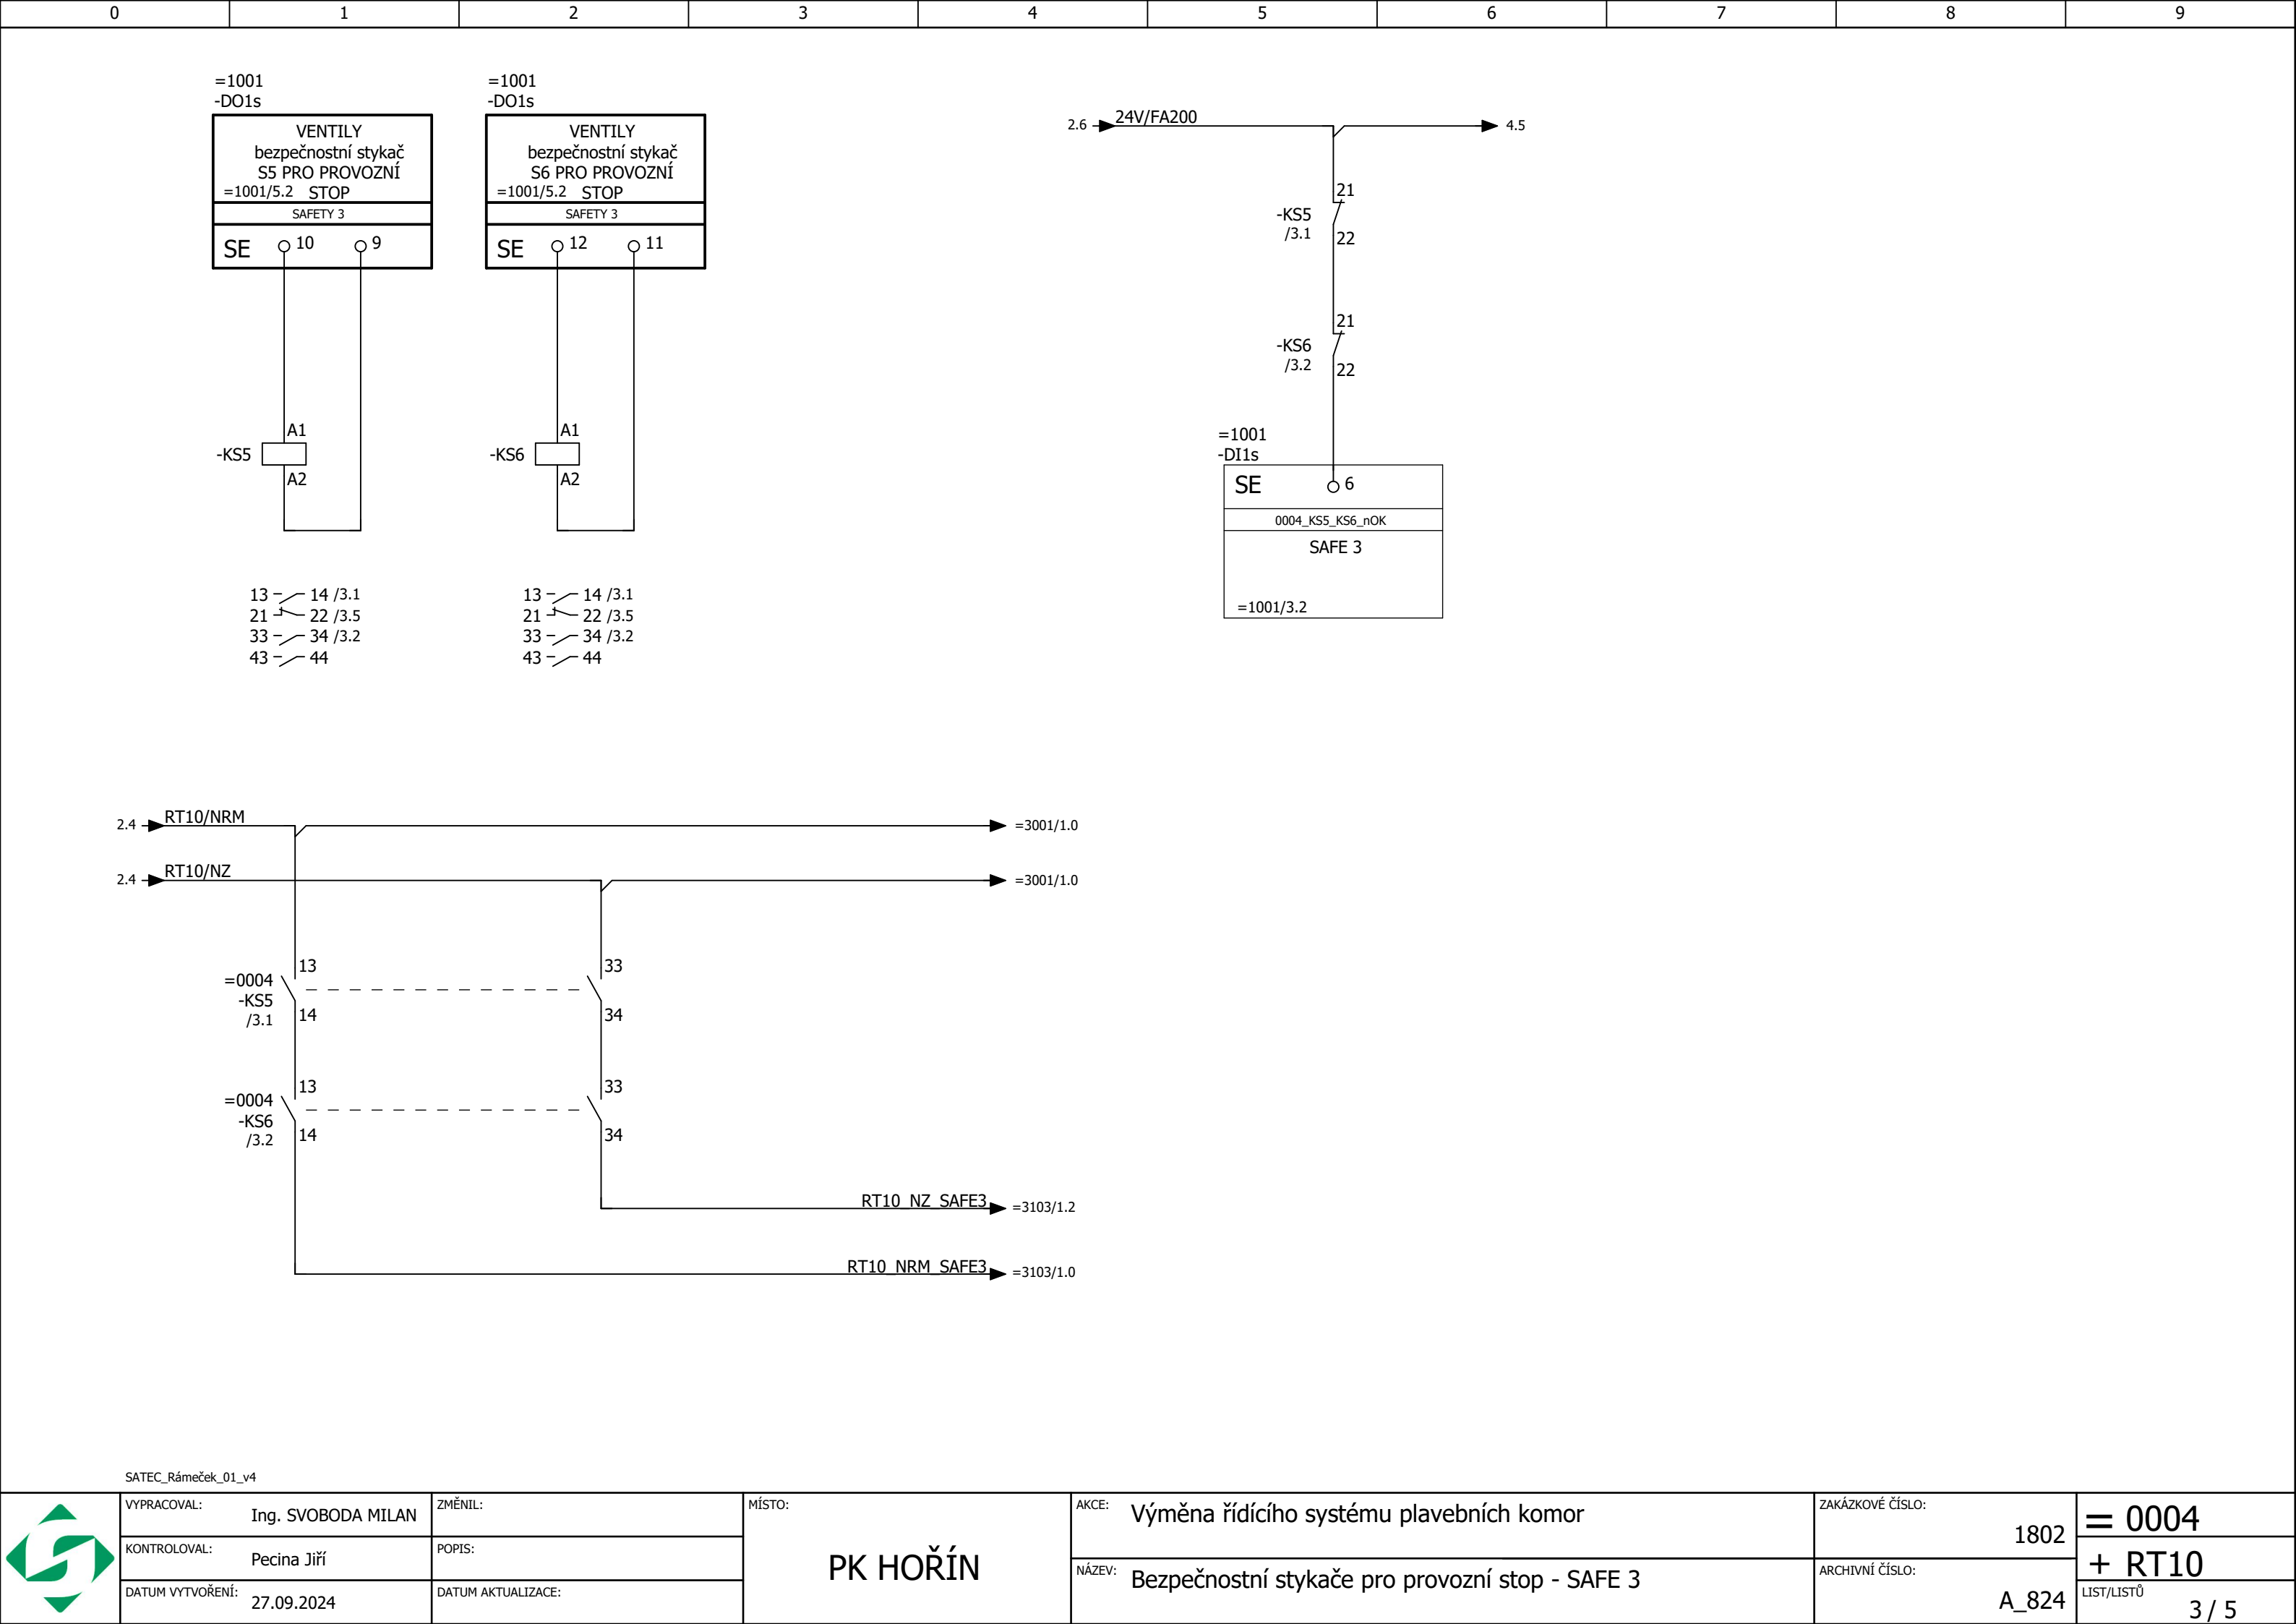 0 1 2 3 4 5 6 7 8 9
=1001
-DO1s
VENTILY
bezpečnostní stykač
S5 PRO PROVOZNÍ
=1001/5.2 STOP
SAFETY 3
SE 10 9
A1
-KS5
A2
13 14 /3.1
21 22 /3.5
33 34 /3.2
43 44
=1001
-DO1s
VENTILY
bezpečnostní stykač
S6 PRO PROVOZNÍ
=1001/5.2 STOP
SAFETY 3
SE 12 11
A1
-KS6
A2
13 14 /3.1
21 22 /3.5
33 34 /3.2
43 44
2.6 24V/FA200 4.5
21
-KS5
/3.1
22
21
-KS6
/3.2
22
=1001
-DI1s
SE 6
0004_KS5_KS6_nOK
SAFE 3
=1001/3.2
2.4 RT10/NRM =3001/1.0
2.4 RT10/NZ =3001/1.0
13 33
=0004
-KS5
/3.1
14 34
13 33
=0004
-KS6
/3.2
14 34
RT10_NZ_SAFE3 =3103/1.2
RT10_NRM_SAFE3 =3103/1.0
SATEC_Rámeček_01_v4
VYPRACOVAL: Ing. SVOBODA MILAN
KONTROLOVAL: Pecina Jiří
DATUM VYTVOŘENÍ: 27.09.2024
ZMĚNIL:
POPIS:
DATUM AKTUALIZACE:
MÍSTO:
PK HOŘÍN
AKCE: Výměna řídícího systému plavebních komor
NÁZEV: Bezpečnostní stykače pro provozní stop - SAFE 3
ZAKÁZKOVÉ ČÍSLO:
1802
ARCHIVNÍ ČÍSLO:
A_824
= 0004
+ RT10
LIST/LISTŮ
3 / 5